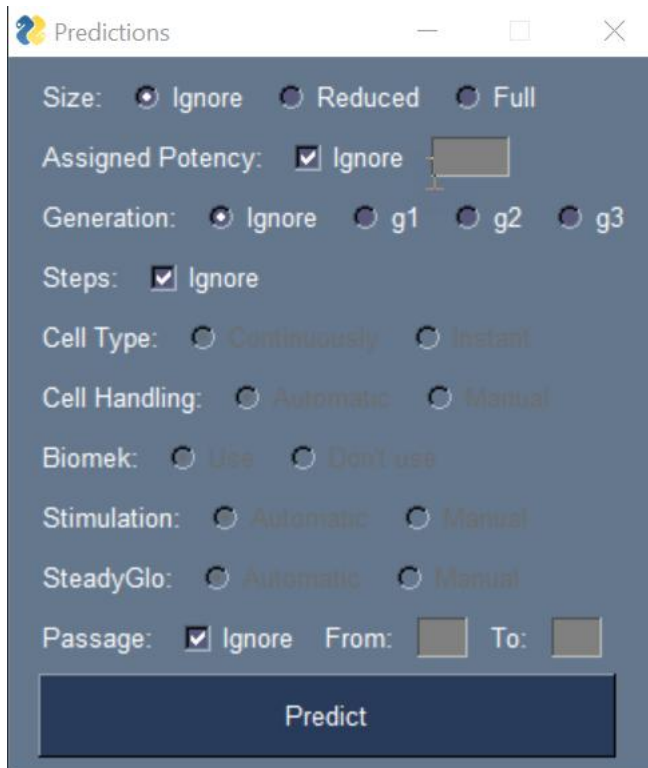 Predictions
Size: Ignore Reduced Full
Assigned Potency: Ignore
Generation: Ignore g1 g2 g3
Steps: Ignore
Cell Type: Continuously Instant
Cell Handling: Automatic Manual
Biomek: Use Don't use
Stimulation: Automatic Manual
SteadyGlo: Automatic Manual
Passage: Ignore From: To:
Predict